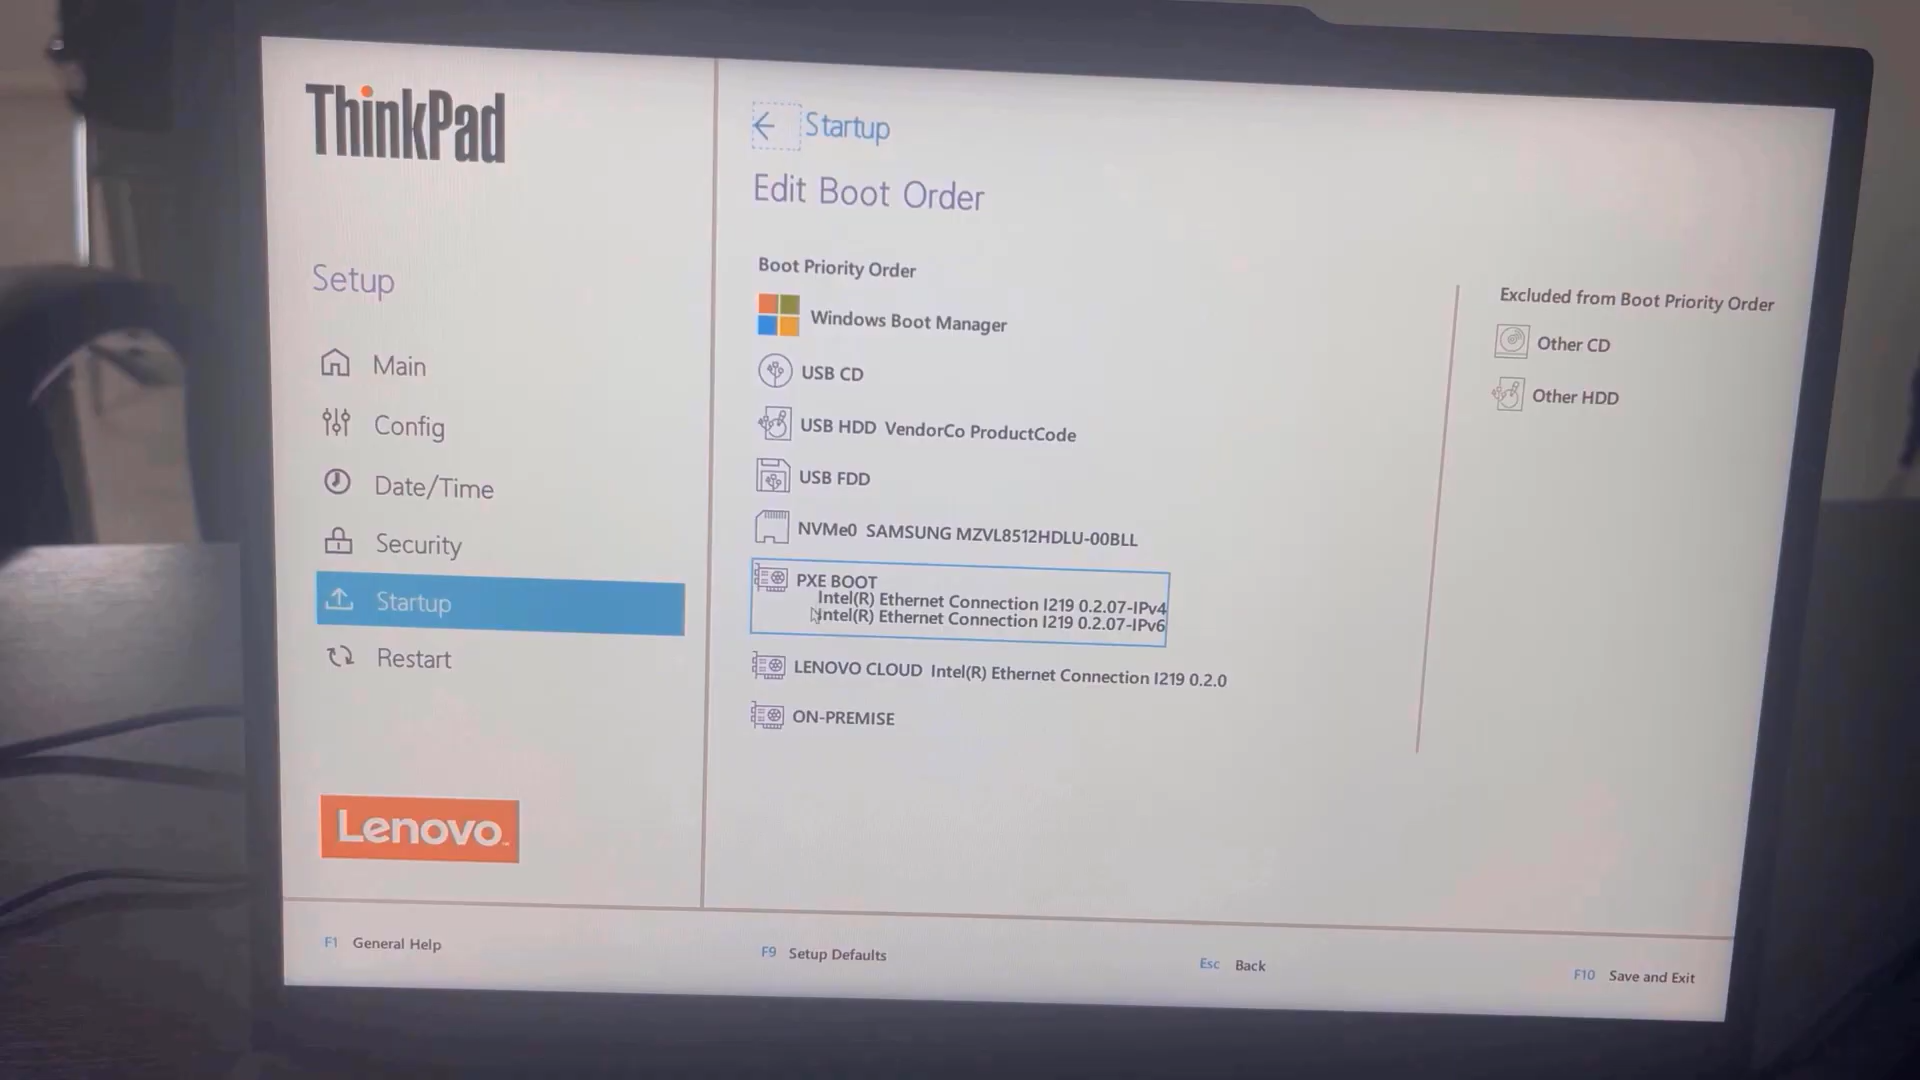 ThinkPad
Setup
Main
Config
Date/Time
Security
Startup
Restart
Lenovo
Startup
Edit Boot Order
Boot Priority Order
Windows Boot Manager
USB CD
USB HDD VendorCo ProductCode
USB FDD
NVMe0 SAMSUNG MZVL8512HDLU-00BLL
PXE BOOT
Intel(R) Ethernet Connection I219 0.2.07-IPv4
Intel(R) Ethernet Connection I219 0.2.07-IPv6
LENOVO CLOUD Intel(R) Ethernet Connection I219 0.2.0
ON-PREMISE
Excluded from Boot Priority Order
Other CD
Other HDD
F1 General Help
F9 Setup Defaults
Esc Back
F10 Save and Exit